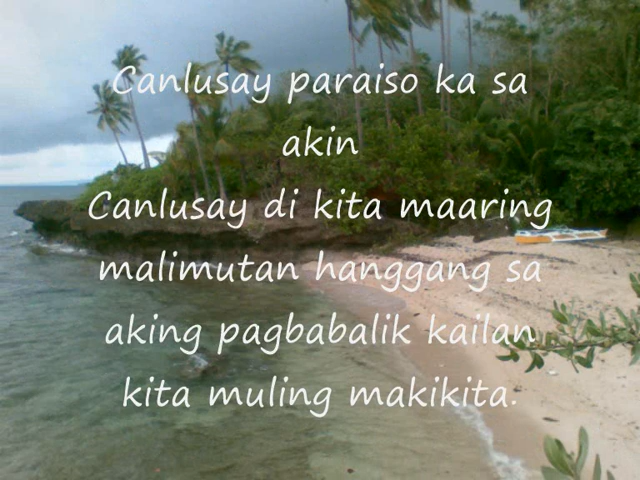 Canlusay paraiso ka sa
akin
Canlusay di kita maaring
malimutan hanggang sa
aking pagbabalik kailan
kita muling makikita.